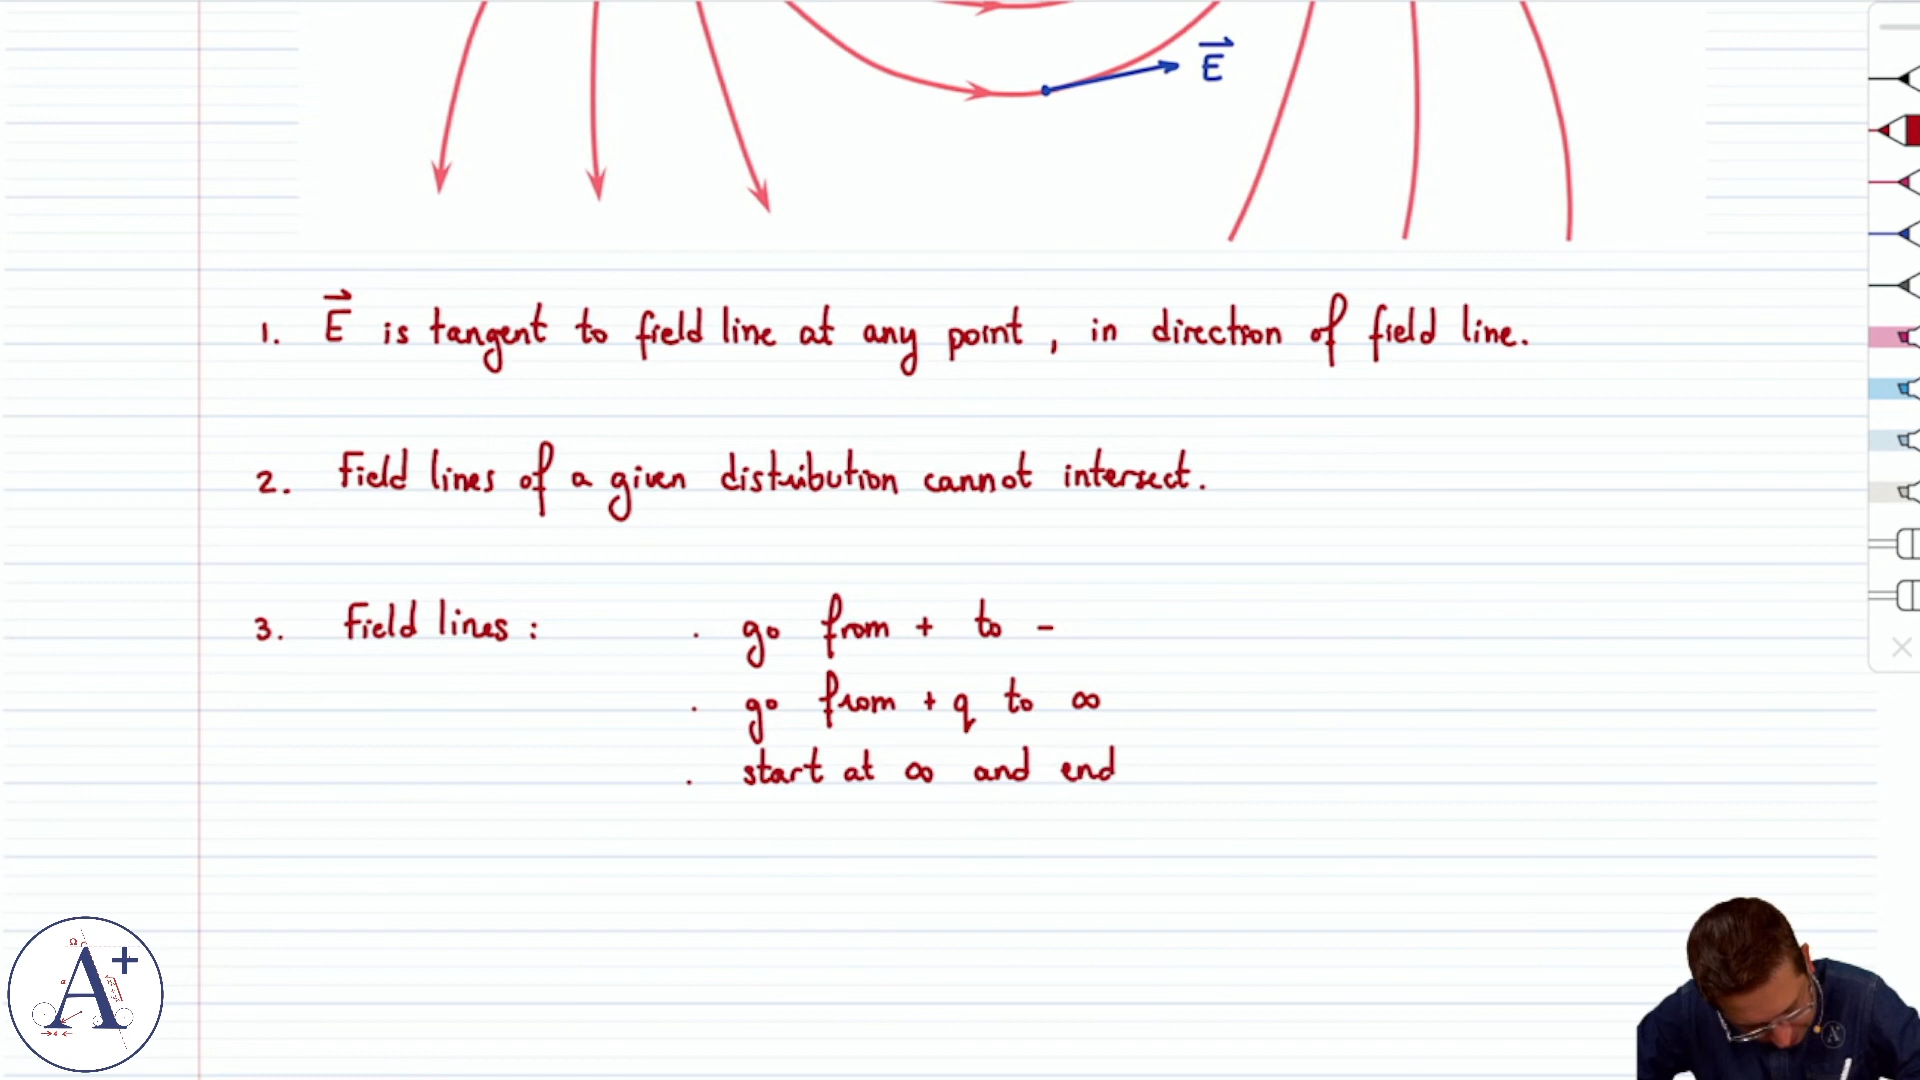 E
1. E is tangent to field line at any point, in direction of field line.
2. Field lines of a given distribution cannot intersect.
3. Field lines: . go from + to -
. go from + q to ∞
. start at ∞ and end
A+